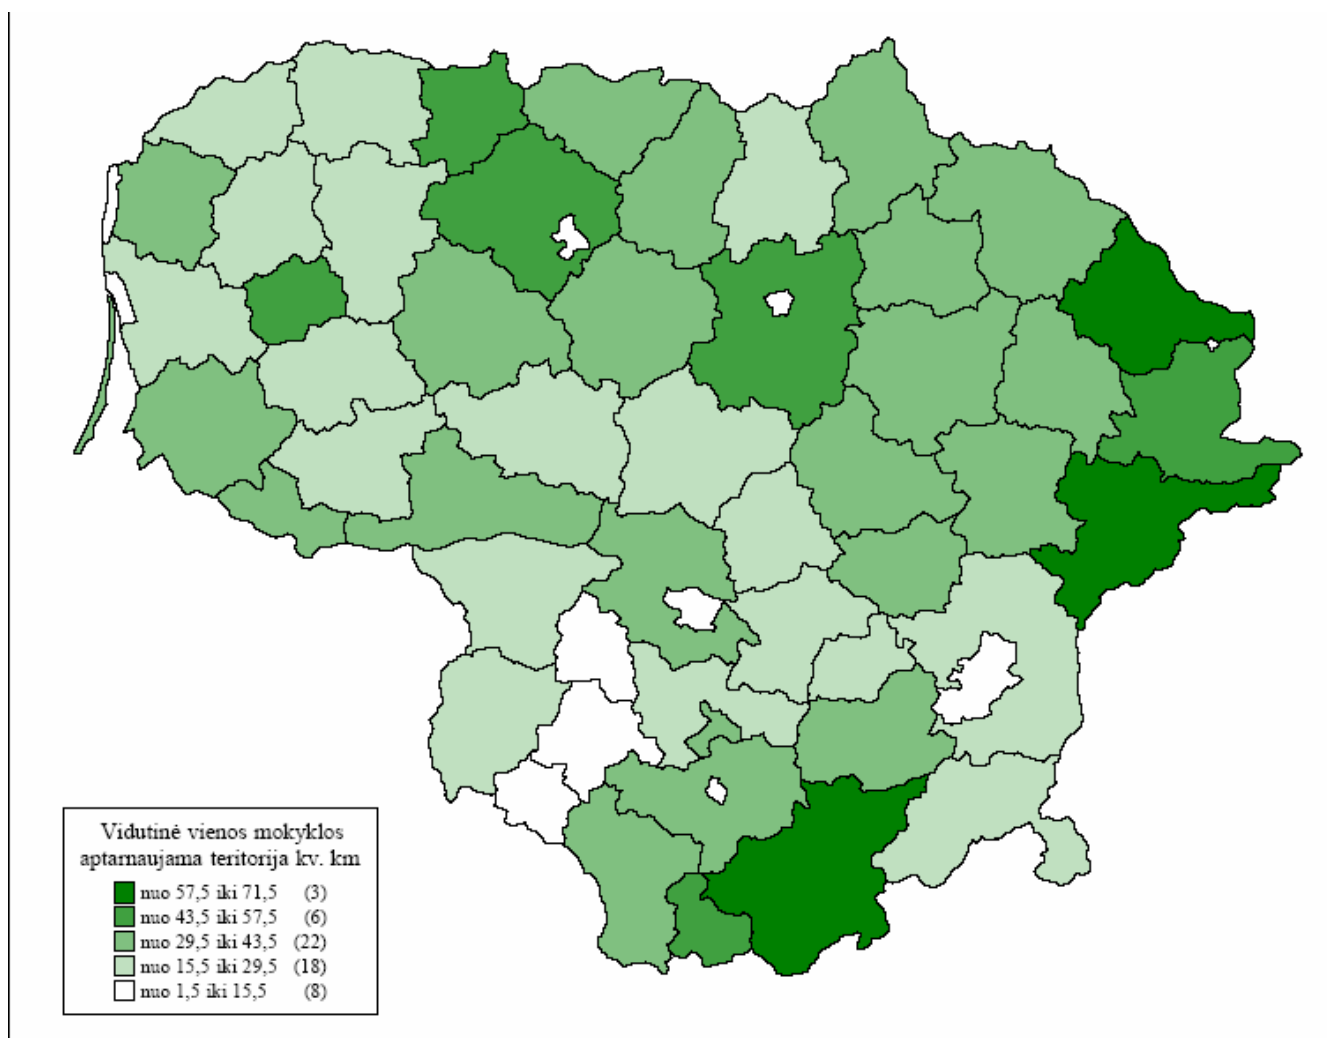 Vidutinė vienos mokyklos
aptarnaujama teritorija kv. km
nuo 57,5 iki 71,5 (3)
nuo 43,5 iki 57,5 (6)
nuo 29,5 iki 43,5 (22)
nuo 15,5 iki 29,5 (18)
nuo 1,5 iki 15,5 (8)